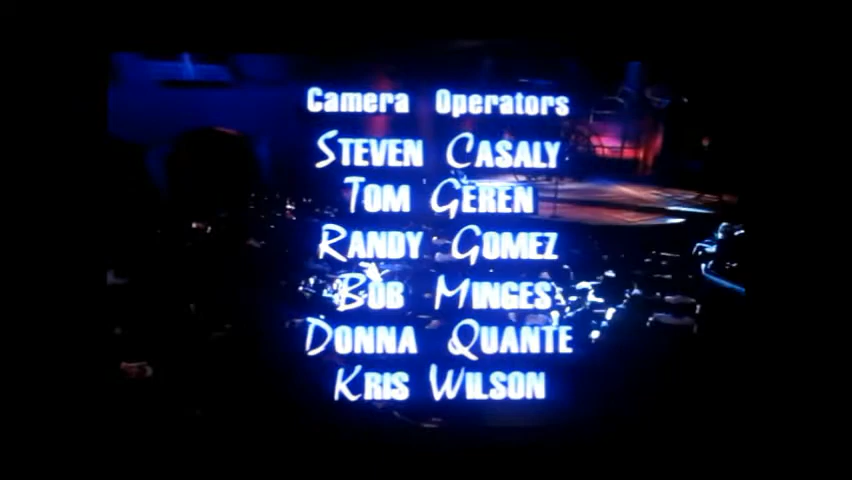 Camera Operators
STEVEN CASALY
TOM GEREN
RANDY GOMEZ
BOB MINGES
DONNA QUANTE
KRIS WILSON